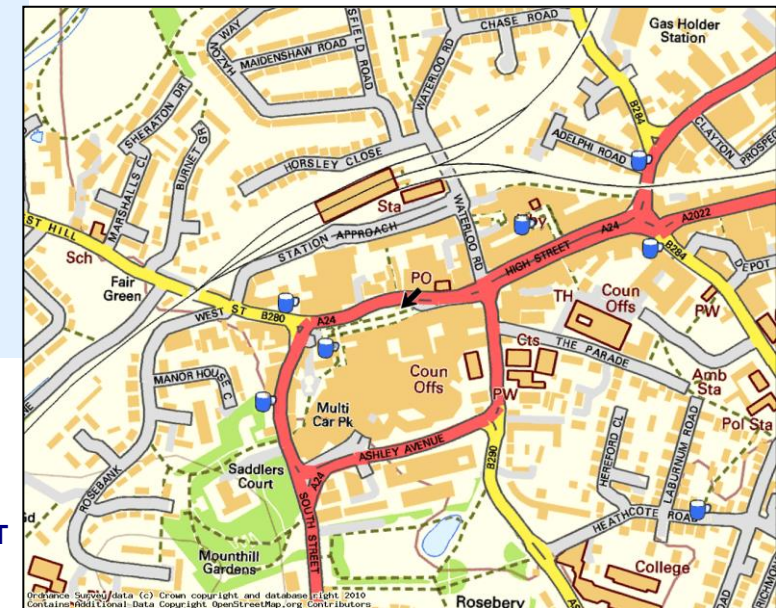 CHASE ROAD
Gas Holder
Station
HAZON WAY
SFIELD ROAD
MAIDENSHAW ROAD
WATERLOO RD
B284
CLAYTON
PROSPE
SHERATON DR
ADELPHI ROAD
MARSHALLS CL
BURNET GR
HORSLEY CLOSE
Sta
WATERLOO RD
ST HILL
Sch
STATION APPROACH
HIGH STREET
A24
A2022
Fair
Green
PO
B284
DEPOT
WEST ST
B280
A24
TH
Coun
Offs
PW
Cts
THE PARADE
Coun
Offs
Amb
Sta
MANOR HOUSE C
PW
Pol Sta
Multi
Car Pk
HEREFORD CL
LABURNUM ROAD
ASHLEY AVENUE
B290
ROSEBANK
Saddlers
Court
A24
SOUTH STREET
HEATHCOTE ROAD
T
Mounthill
Gardens
College
RICHMON
Rosebery
Ordnance Survey data (c) Crown copyright and database right 2010
Contains Additional Data Copyright OpenStreetMap.org Contributors